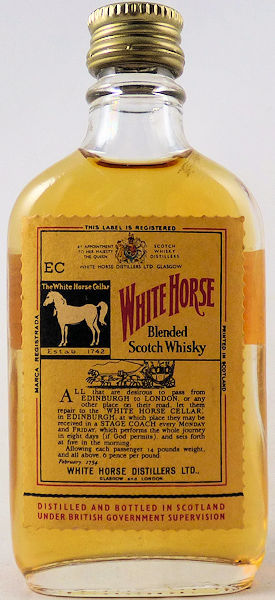 THIS LABEL IS REGISTERED
BY APPOINTMENT
TO HER MAJESTY
THE QUEEN
SCOTCH
WHISKY
DISTILLERS
WHITE HORSE DISTILLERS LTD GLASGOW
EC
The White Horse Cellar
Estab. 1742
WHITE HORSE
Blended
Scotch Whisky
MARCA REGISTRADA
PRINTED IN SCOTLAND
ALL that are desirous to pass from
EDINBURGH to LONDON, or any
other place on their road, let them
repair to the "WHITE HORSE CELLAR,"
in EDINBURGH, at which place they may be
received in a STAGE COACH every MONDAY
and FRIDAY, which performs the whole journey
in eight days (if God permits), and sets forth
at five in the morning.
Allowing each passenger 14 pounds weight,
and all above, 6 pence per pound.
February, 1754.
WHITE HORSE DISTILLERS LTD.,
GLASGOW and LONDON.
DISTILLED AND BOTTLED IN SCOTLAND
UNDER BRITISH GOVERNMENT SUPERVISION